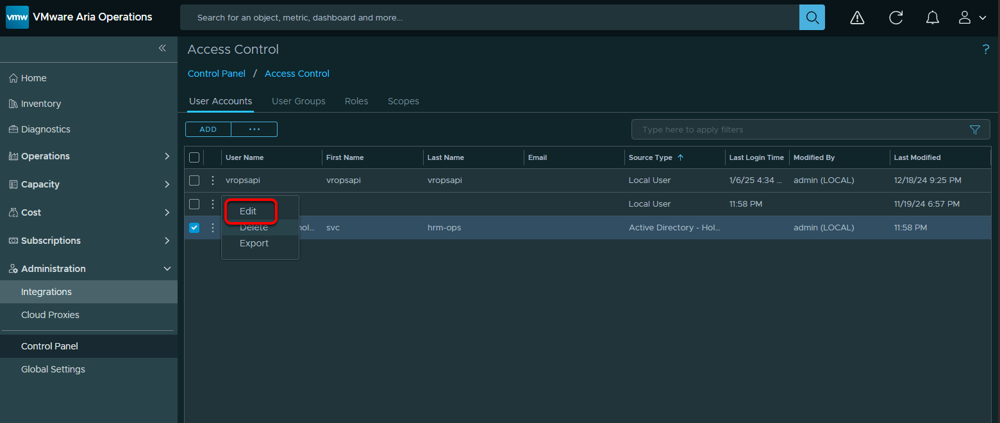 vmw VMware Aria Operations
Search for an object, metric, dashboard and more...
Access Control
?
Control Panel / Access Control
User Accounts User Groups Roles Scopes
ADD ...
Type here to apply filters
User Name First Name Last Name Email Source Type Last Login Time Modified By Last Modified
vropsapi vropsapi vropsapi Local User 1/6/25 4:34 ... admin (LOCAL) 12/18/24 9:25 PM
Local User 11:58 PM 11/19/24 6:57 PM
hol... svc hrm-ops Active Directory - Hol... admin (LOCAL) 11:58 PM
Edit
Delete
Export
Home
Inventory
Diagnostics
Operations
Capacity
Cost
Subscriptions
Administration
Integrations
Cloud Proxies
Control Panel
Global Settings